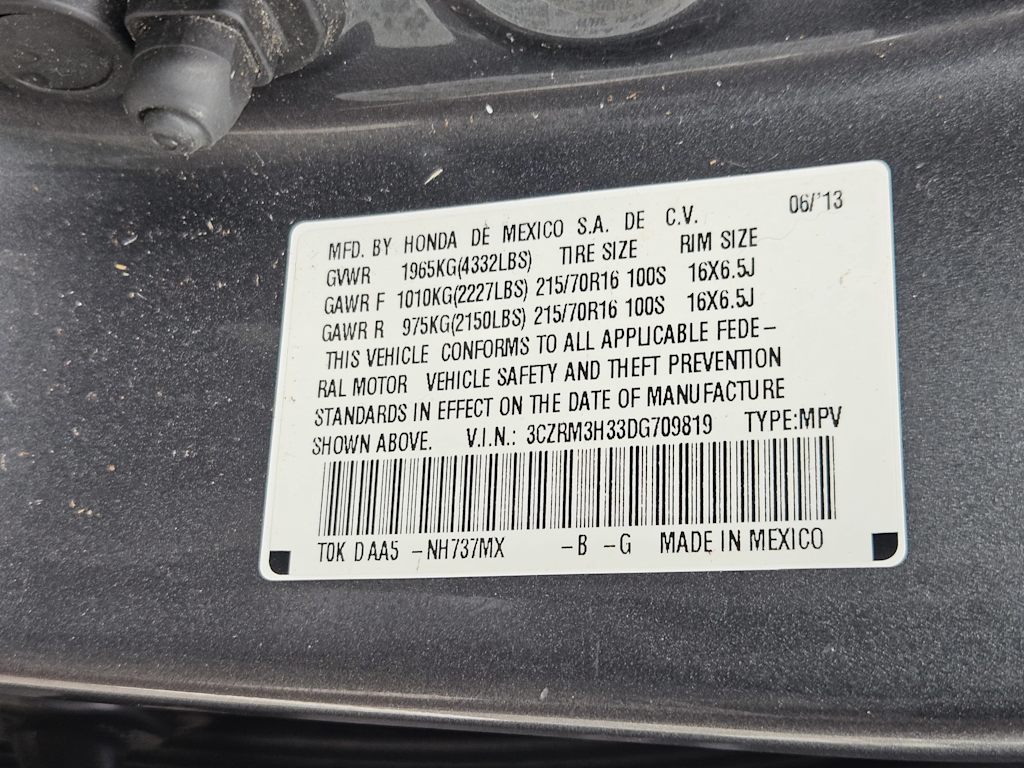 06/'13
MFD. BY HONDA DE MEXICO S.A. DE C.V.
GVWR 1965KG(4332LBS) TIRE SIZE RIM SIZE
GAWR F 1010KG(2227LBS) 215/70R16 100S 16X6.5J
GAWR R 975KG(2150LBS) 215/70R16 100S 16X6.5J
THIS VEHICLE CONFORMS TO ALL APPLICABLE FEDE-
RAL MOTOR VEHICLE SAFETY AND THEFT PREVENTION
STANDARDS IN EFFECT ON THE DATE OF MANUFACTURE
SHOWN ABOVE. V.I.N.: 3CZRM3H33DG709819 TYPE:MPV
T0K D AA5 -NH737MX -B -G MADE IN MEXICO